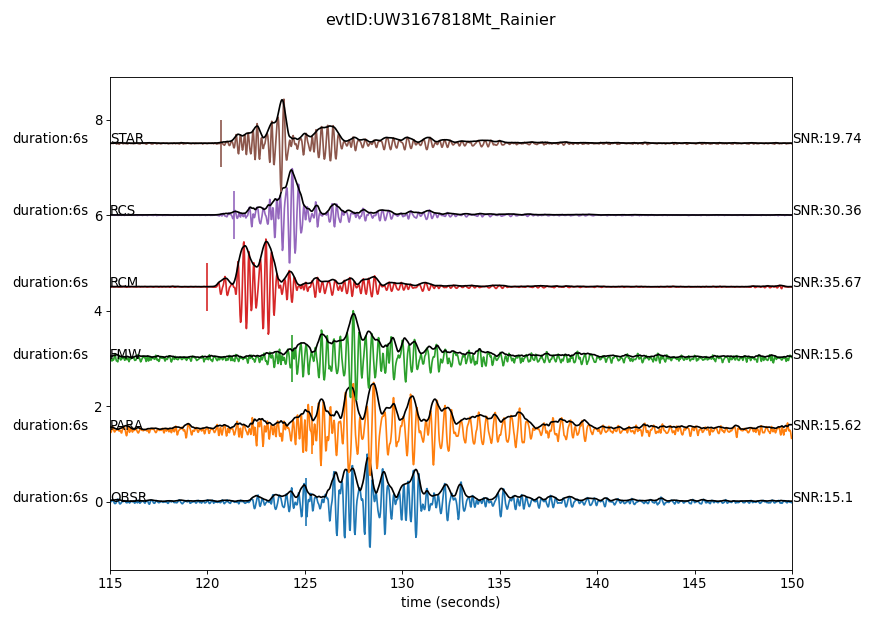 evtID:UW3167818Mt_Rainier
8
duration:6s STAR SNR:19.74
duration:6s RCS SNR:30.36
6
duration:6s RCM SNR:35.67
4
duration:6s FMW SNR:15.6
2
duration:6s PARA SNR:15.62
duration:6s OBSR SNR:15.1
0
115 120 125 130 135 140 145 150
time (seconds)